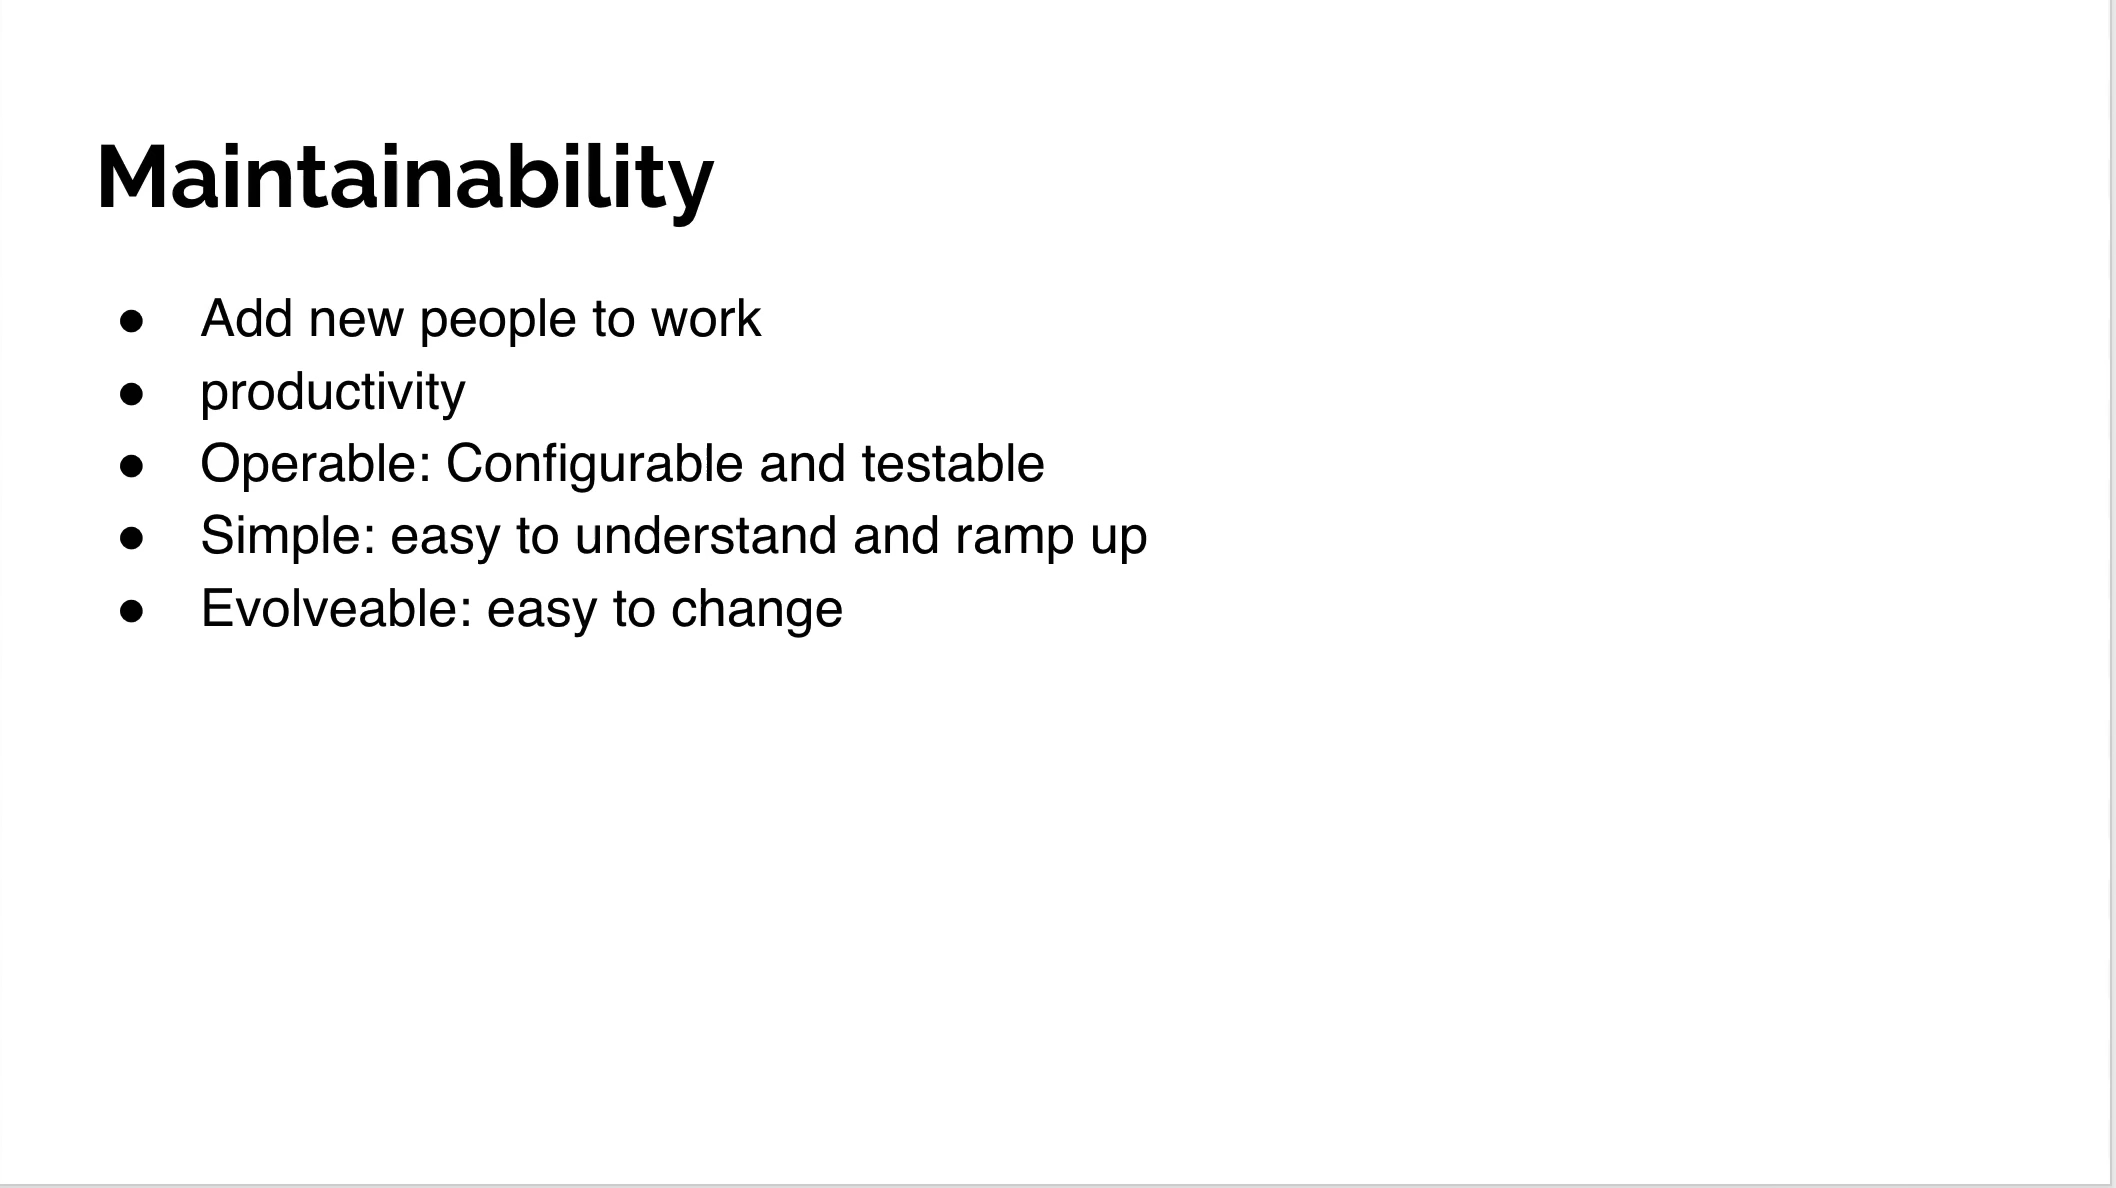 Maintainability
● Add new people to work
● productivity
● Operable: Configurable and testable
● Simple: easy to understand and ramp up
● Evolveable: easy to change